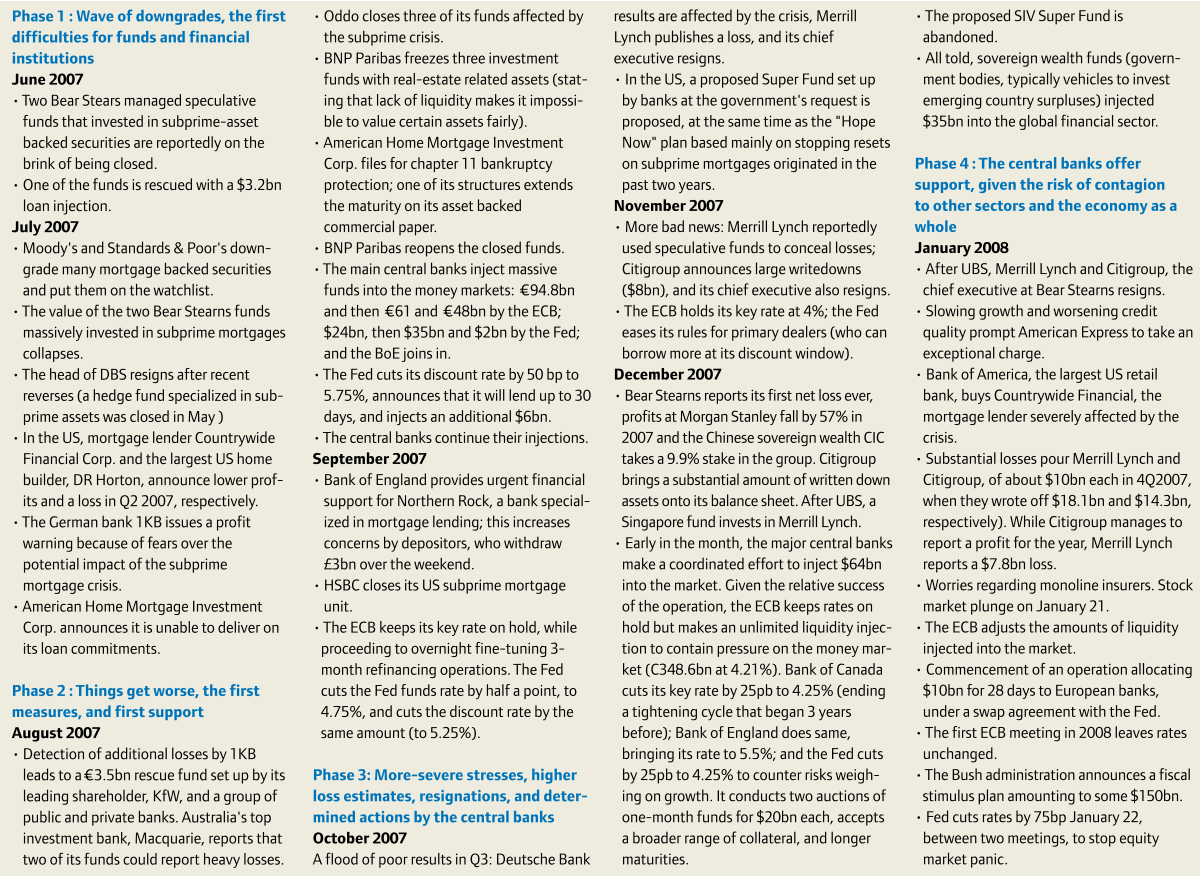 Phase 1 : Wave of downgrades, the first
difficulties for funds and financial
institutions
June 2007
· Two Bear Stears managed speculative
funds that invested in subprime-asset
backed securities are reportedly on the
brink of being closed.
· One of the funds is rescued with a $3.2bn
loan injection.
July 2007
· Moody's and Standards & Poor's down-
grade many mortgage backed securities
and put them on the watchlist.
· The value of the two Bear Stearns funds
massively invested in subprime mortgages
collapses.
· The head of DBS resigns after recent
reverses (a hedge fund specialized in sub-
prime assets was closed in May )
· In the US, mortgage lender Countrywide
Financial Corp. and the largest US home
builder, DR Horton, announce lower prof-
its and a loss in Q2 2007, respectively.
· The German bank 1KB issues a profit
warning because of fears over the
potential impact of the subprime
mortgage crisis.
· American Home Mortgage Investment
Corp. announces it is unable to deliver on
its loan commitments.
Phase 2 : Things get worse, the first
measures, and first support
August 2007
· Detection of additional losses by 1KB
leads to a €3.5bn rescue fund set up by its
leading shareholder, KfW, and a group of
public and private banks. Australia's top
investment bank, Macquarie, reports that
two of its funds could report heavy losses.
· Oddo closes three of its funds affected by
the subprime crisis.
· BNP Paribas freezes three investment
funds with real-estate related assets (stat-
ing that lack of liquidity makes it impossi-
ble to value certain assets fairly).
· American Home Mortgage Investment
Corp. files for chapter 11 bankruptcy
protection; one of its structures extends
the maturity on its asset backed
commercial paper.
· BNP Paribas reopens the closed funds.
· The main central banks inject massive
funds into the money markets: €94.8bn
and then €61 and €48bn by the ECB;
$24bn, then $35bn and $2bn by the Fed;
and the BoE joins in.
· The Fed cuts its discount rate by 50 bp to
5.75%, announces that it will lend up to 30
days, and injects an additional $6bn.
· The central banks continue their injections.
September 2007
· Bank of England provides urgent financial
support for Northern Rock, a bank special-
ized in mortgage lending; this increases
concerns by depositors, who withdraw
£3bn over the weekend.
· HSBC closes its US subprime mortgage
unit.
· The ECB keeps its key rate on hold, while
proceeding to overnight fine-tuning 3-
month refinancing operations. The Fed
cuts the Fed funds rate by half a point, to
4.75%, and cuts the discount rate by the
same amount (to 5.25%).
Phase 3: More-severe stresses, higher
loss estimates, resignations, and deter-
mined actions by the central banks
October 2007
A flood of poor results in Q3: Deutsche Bank
results are affected by the crisis, Merrill
Lynch publishes a loss, and its chief
executive resigns.
· In the US, a proposed Super Fund set up
by banks at the government's request is
proposed, at the same time as the "Hope
Now" plan based mainly on stopping resets
on subprime mortgages originated in the
past two years.
November 2007
· More bad news: Merrill Lynch reportedly
used speculative funds to conceal losses;
Citigroup announces large writedowns
($8bn), and its chief executive also resigns.
· The ECB holds its key rate at 4%; the Fed
eases its rules for primary dealers (who can
borrow more at its discount window).
December 2007
· Bear Stearns reports its first net loss ever,
profits at Morgan Stanley fall by 57% in
2007 and the Chinese sovereign wealth CIC
takes a 9.9% stake in the group. Citigroup
brings a substantial amount of written down
assets onto its balance sheet. After UBS, a
Singapore fund invests in Merrill Lynch.
· Early in the month, the major central banks
make a coordinated effort to inject $64bn
into the market. Given the relative success
of the operation, the ECB keeps rates on
hold but makes an unlimited liquidity injec-
tion to contain pressure on the money mar-
ket (C348.6bn at 4.21%). Bank of Canada
cuts its key rate by 25pb to 4.25% (ending
a tightening cycle that began 3 years
before); Bank of England does same,
bringing its rate to 5.5%; and the Fed cuts
by 25pb to 4.25% to counter risks weigh-
ing on growth. It conducts two auctions of
one-month funds for $20bn each, accepts
a broader range of collateral, and longer
maturities.
· The proposed SIV Super Fund is
abandoned.
· All told, sovereign wealth funds (govern-
ment bodies, typically vehicles to invest
emerging country surpluses) injected
$35bn into the global financial sector.
Phase 4 : The central banks offer
support, given the risk of contagion
to other sectors and the economy as a
whole
January 2008
· After UBS, Merrill Lynch and Citigroup, the
chief executive at Bear Stearns resigns.
· Slowing growth and worsening credit
quality prompt American Express to take an
exceptional charge.
· Bank of America, the largest US retail
bank, buys Countrywide Financial, the
mortgage lender severely affected by the
crisis.
· Substantial losses pour Merrill Lynch and
Citigroup, of about $10bn each in 4Q2007,
when they wrote off $18.1bn and $14.3bn,
respectively). While Citigroup manages to
report a profit for the year, Merrill Lynch
reports a $7.8bn loss.
· Worries regarding monoline insurers. Stock
market plunge on January 21.
· The ECB adjusts the amounts of liquidity
injected into the market.
· Commencement of an operation allocating
$10bn for 28 days to European banks,
under a swap agreement with the Fed.
· The first ECB meeting in 2008 leaves rates
unchanged.
· The Bush administration announces a fiscal
stimulus plan amounting to some $150bn.
· Fed cuts rates by 75bp January 22,
between two meetings, to stop equity
market panic.